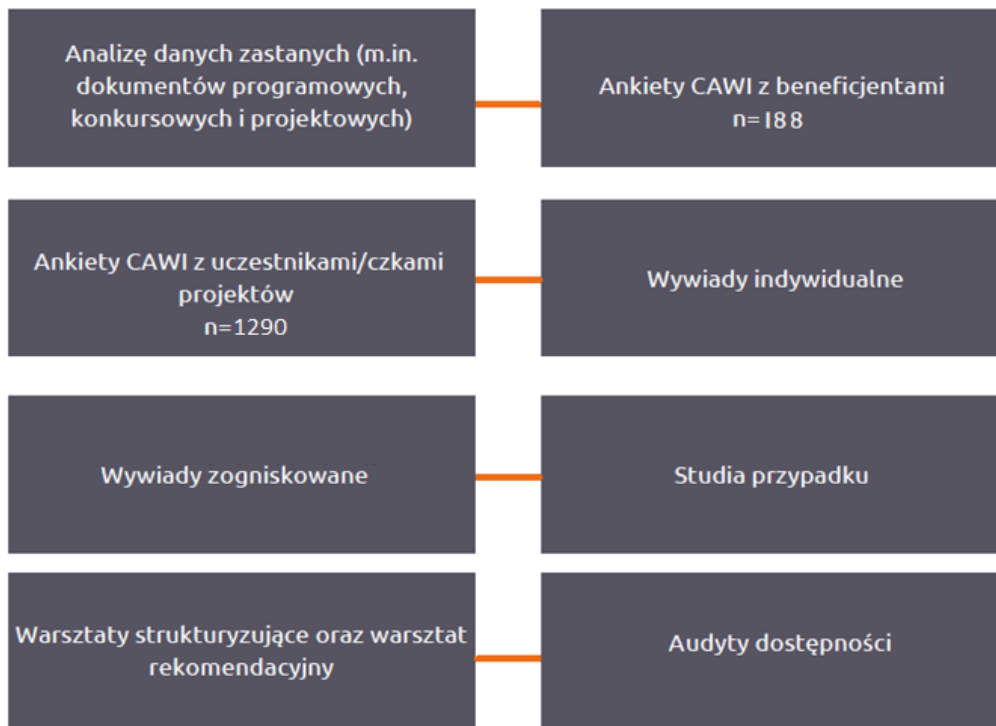 Analizę danych zastanych (m.in.
dokumentów programowych,
konkursowych i projektowych)
Ankiety CAWI z beneficjentami
n=188
Ankiety CAWI z uczestnikami/czkami
projektów
n=1290
Wywiady indywidualne
Wywiady zogniskowane
Studia przypadku
Warsztaty strukturyzujące oraz warsztat
rekomendacyjny
Audyty dostępności